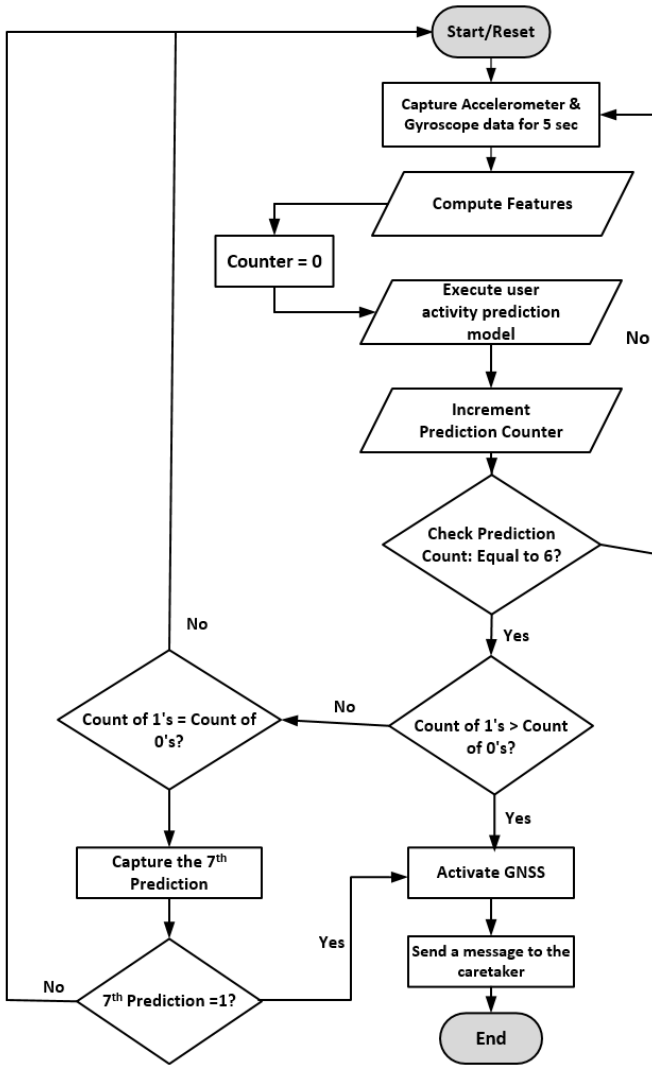 Start/Reset
Capture Accelerometer &
Gyroscope data for 5 sec
Compute Features
Counter = 0
Execute user
activity prediction
model
No
Increment
Prediction Counter
Check Prediction
Count: Equal to 6?
No
Yes
Count of 1's = Count of
0's?
No
Count of 1's > Count
of 0's?
Yes
Capture the 7th
Prediction
Activate GNSS
Yes
Send a message to the
caretaker
No
7th Prediction =1?
End